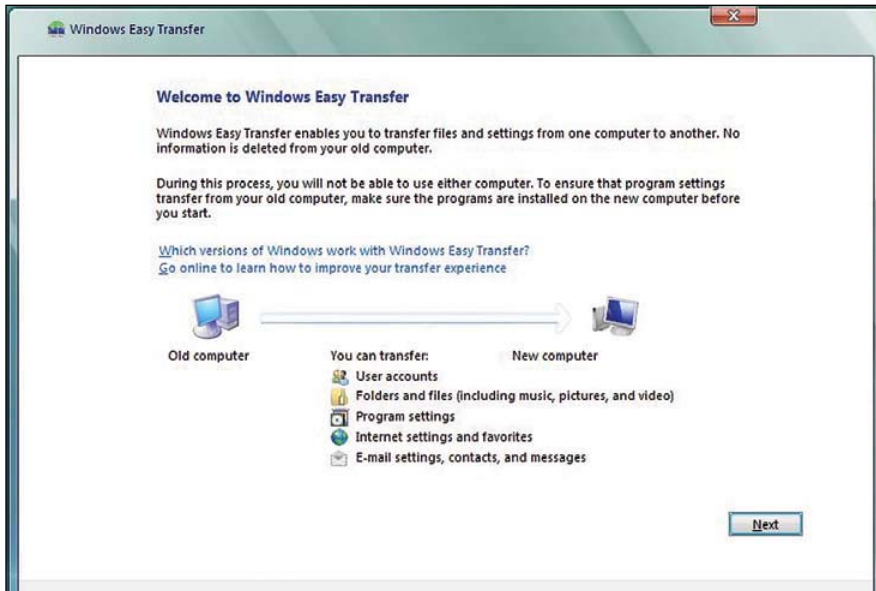 Windows Easy Transfer
Welcome to Windows Easy Transfer
Windows Easy Transfer enables you to transfer files and settings from one computer to another. No
information is deleted from your old computer.
During this process, you will not be able to use either computer. To ensure that program settings
transfer from your old computer, make sure the programs are installed on the new computer before
you start.
Which versions of Windows work with Windows Easy Transfer?
Go online to learn how to improve your transfer experience
Old computer
You can transfer:
New computer
User accounts
Folders and files (including music, pictures, and video)
Program settings
Internet settings and favorites
E-mail settings, contacts, and messages
Next